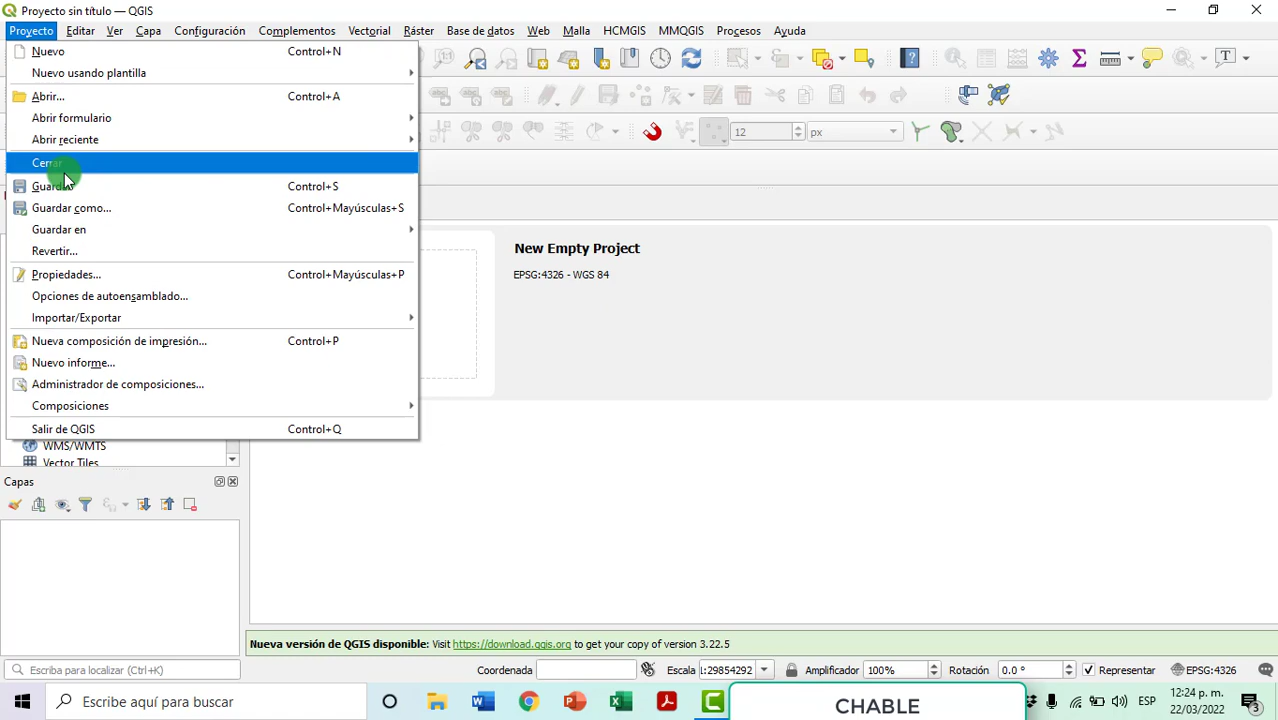 Proyecto sin título — QGIS
Proyecto Editar Ver Capa Configuración Complementos Vectorial Ráster Base de datos Web Malla HCMGIS MMQGIS Procesos Ayuda
Nuevo Control+N
Nuevo usando plantilla
Abrir... Control+A
Abrir formulario
Abrir reciente
12 px
Cerrar
Guardar Control+S
Guardar como... Control+Mayúsculas+S
Guardar en
Revertir...
New Empty Project
EPSG:4326 - WGS 84
Propiedades... Control+Mayúsculas+P
Opciones de autoensamblado...
Importar/Exportar
Nueva composición de impresión... Control+P
Nuevo informe...
Administrador de composiciones...
Composiciones
Salir de QGIS Control+Q
WMS/WMTS
Vector Tiles
Capas
Nueva versión de QGIS disponible: Visit https://download.qgis.org to get your copy of version 3.22.5
Escriba para localizar (Ctrl+K) Coordenada Escala 1:29854292 Amplificador 100% Rotación 0.0 ° Representar EPSG:4326
Escribe aquí para buscar
CHABLE
ESP
12:24 p. m.
22/03/2022
3